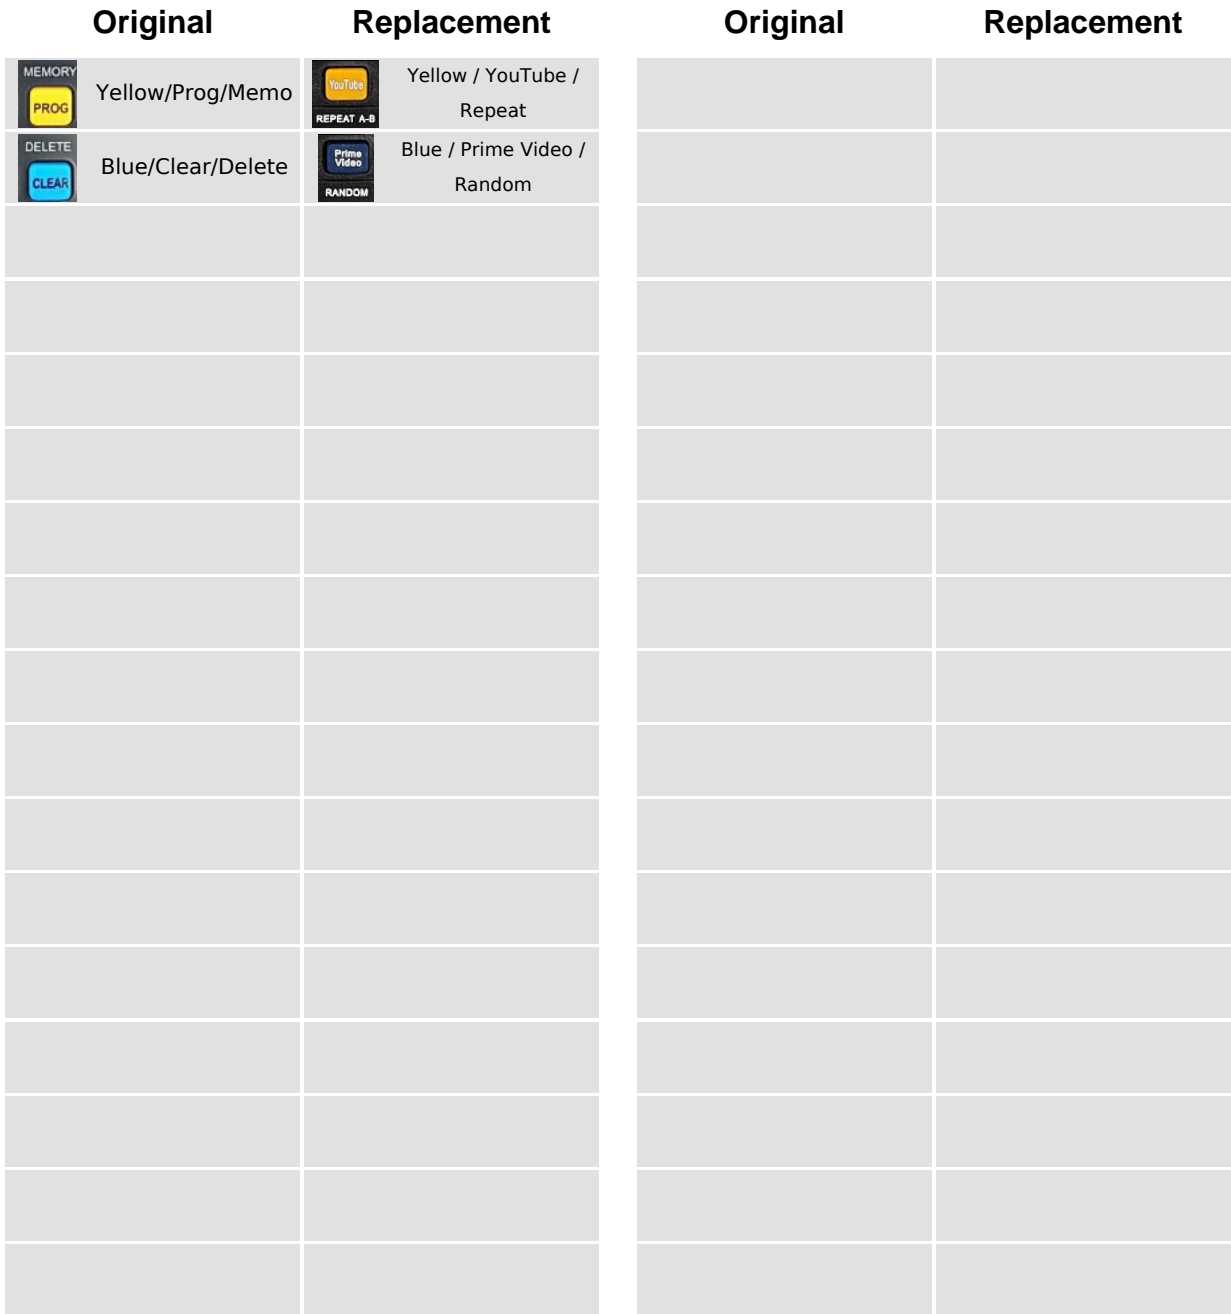 Original Replacement Original Replacement
MEMORY
PROG
Yellow/Prog/Memo
YouTube
REPEAT A-B
Yellow / YouTube /
Repeat
DELETE
CLEAR
Blue/Clear/Delete
Prime
Video
RANDOM
Blue / Prime Video /
Random